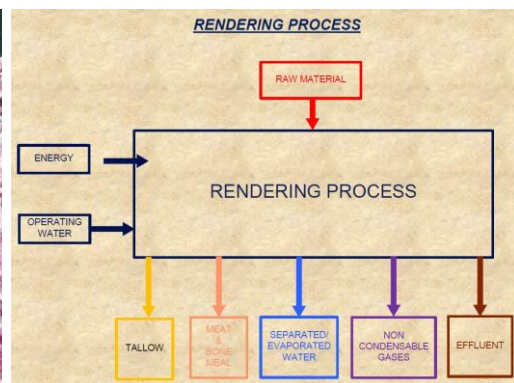 RENDERING PROCESS
RAW MATERIAL
ENERGY
RENDERING PROCESS
OPERATING
WATER
TALLOW
MEAT
&
BONE
MEAL
SEPARATED/
EVAPORATED
WATER
NON
CONDENSABLE
GASES
EFFLUENT